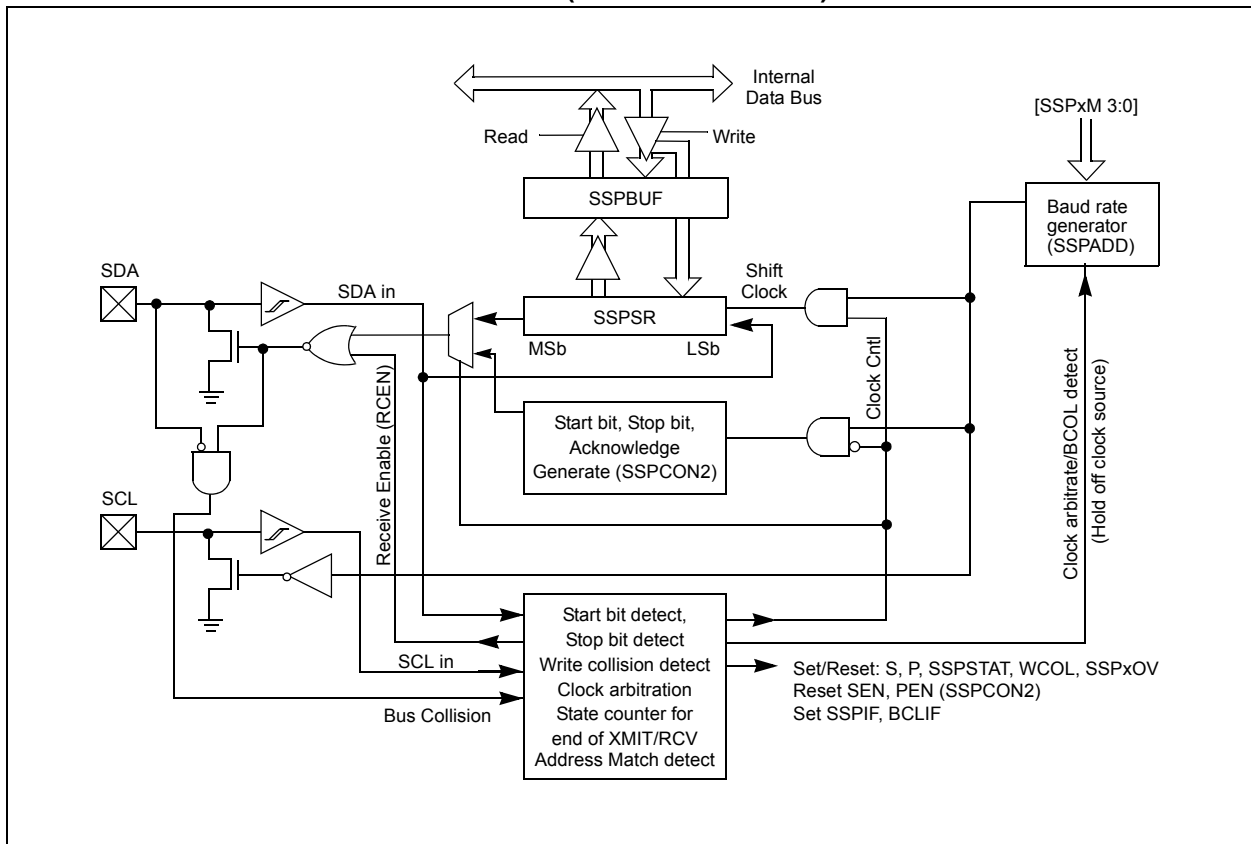 Internal
Data Bus
[SSPxM 3:0]
Read
Write
SSPBUF
Baud rate
generator
(SSPADD)
SDA
SDA in
Shift
Clock
SSPSR
MSb
LSb
Receive Enable (RCEN)
Clock Cntl
Clock arbitrate/BCOL detect
(Hold off clock source)
Start bit, Stop bit,
Acknowledge
Generate (SSPCON2)
SCL
Start bit detect,
Stop bit detect
Write collision detect
Clock arbitration
State counter for
end of XMIT/RCV
Address Match detect
SCL in
Bus Collision
Set/Reset: S, P, SSPSTAT, WCOL, SSPxOV
Reset SEN, PEN (SSPCON2)
Set SSPIF, BCLIF